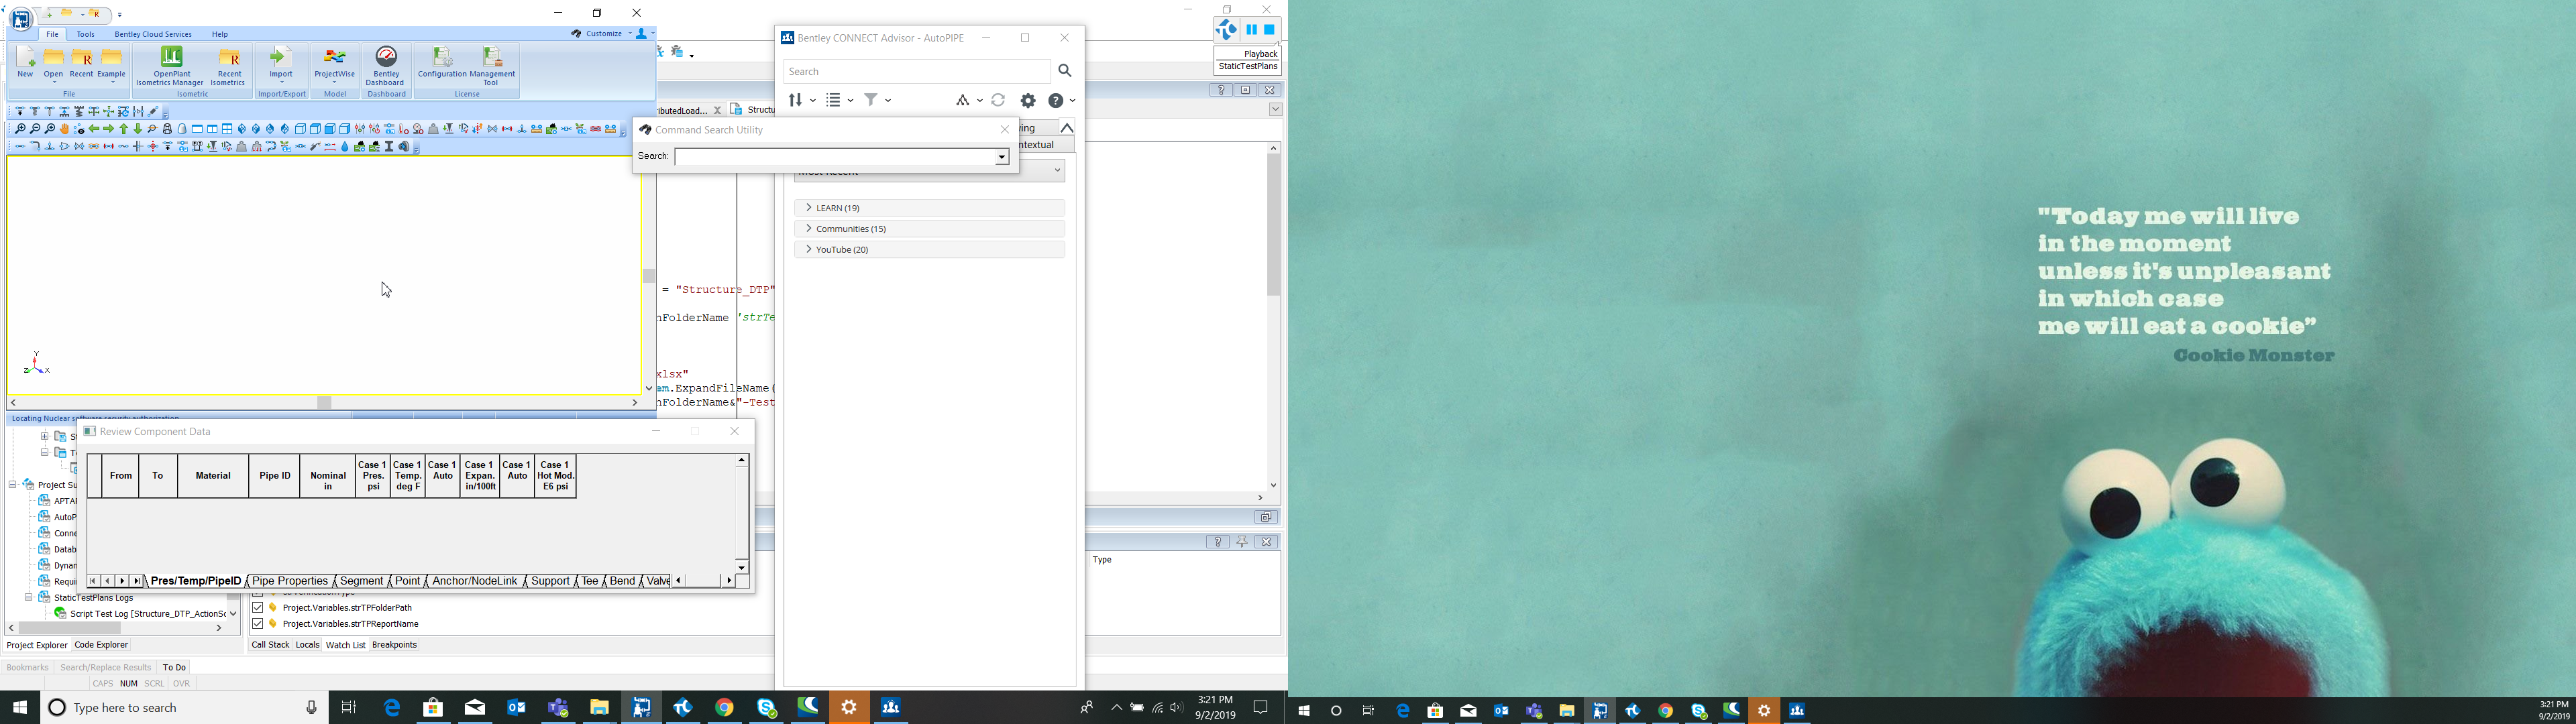 File
Tools
Bentley Cloud Services
Help
Customize
New
Open
Recent
Example
OpenPlant
Isometrics Manager
Recent
Isometrics
Import
ProjectWise
Bentley
Dashboard
Configuration
Management
Tool
File
Isometric
Import/Export
Model
Dashboard
License
Y
Z X
Playback
StaticTestPlans
Bentley CONNECT Advisor - AutoPIPE
Search
ibutedLoad...
Structu
Command Search Utility
Search:
ving
ntextual
Most Recent
LEARN (19)
Communities (15)
YouTube (20)
= "Structure_DTP"
nFolderName 'strTe
xlsx"
em.ExpandFileName(
nFolderName&"-Test
Locating Nuclear software security authorization
Review Component Data
From
To
Material
Pipe ID
Nominal
in
Case 1
Pres.
psi
Case 1
Temp.
deg F
Case 1
Auto
Case 1
Expan.
in/100ft
Case 1
Auto
Case 1
Hot Mod.
E6 psi
Pres/Temp/PipeID
Pipe Properties
Segment
Point
Anchor/NodeLink
Support
Tee
Bend
Valve
Project Su
APTAP
AutoP
Conne
Datab
Dynan
Requi
StaticTestPlans Logs
Script Test Log [Structure_DTP_ActionSc
Type
Project.Variables.strTPFolderPath
Project.Variables.strTPReportName
Project Explorer
Code Explorer
Call Stack
Locals
Watch List
Breakpoints
Bookmarks
Search/Replace Results
To Do
CAPS NUM SCRL OVR
Type here to search
3:21 PM
9/2/2019
"Today me will live
in the moment
unless it's unpleasant
in which case
me will eat a cookie”
Cookie Monster
3:21 PM
9/2/2019